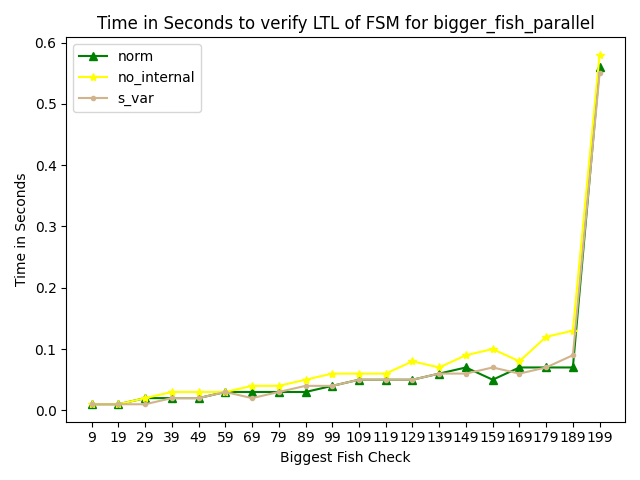 Time in Seconds to verify LTL of FSM for bigger_fish_parallel
norm
no_internal
s_var
Time in Seconds
0.6
0.5
0.4
0.3
0.2
0.1
0.0
9 19 29 39 49 59 69 79 89 99 109 119 129 139 149 159 169 179 189 199
Biggest Fish Check